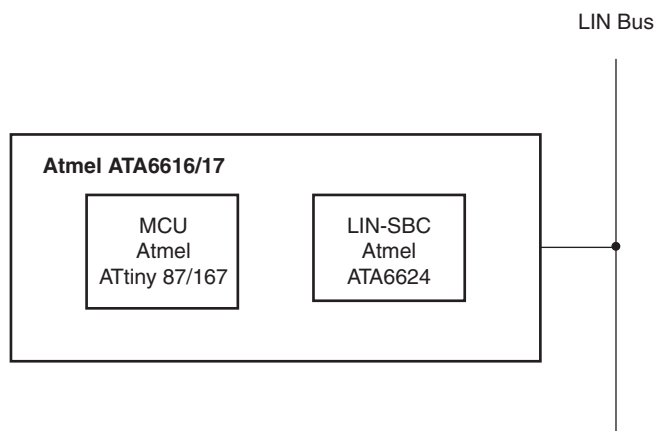 LIN Bus
Atmel ATA6616/17
MCU
Atmel
ATtiny 87/167
LIN-SBC
Atmel
ATA6624